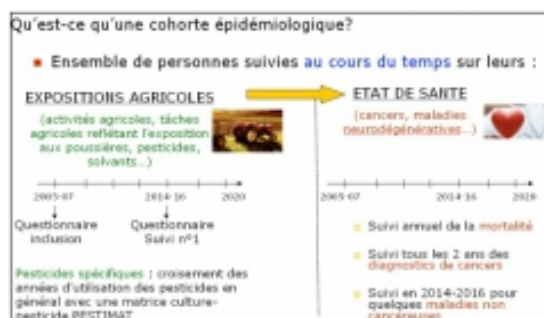 Qu'est-ce qu'une cohorte épidémiologique?
Ensemble de personnes suivies au cours du temps sur leurs :
EXPOSITIONS AGRICOLES
(activités agricoles, tâches
agricoles reflétant l'exposition
aux poussières, pesticides,
solvants...)
2005-07
2014-16
2020
Questionnaire
inclusion
Questionnaire
Suivi n°1
Pesticides spécifiques : croisement des
années d'utilisation des pesticides en
général avec une matrice culture-
pesticide PESTIMAT
ETAT DE SANTE
(cancers, maladies
neurodégénératives...)
2005-07
2014-16
2020
Suivi annuel de la mortalité
Suivi tous les 2 ans des
diagnostics de cancers
Suivi en 2014-2016 pour
quelques maladies non
cancéreuses